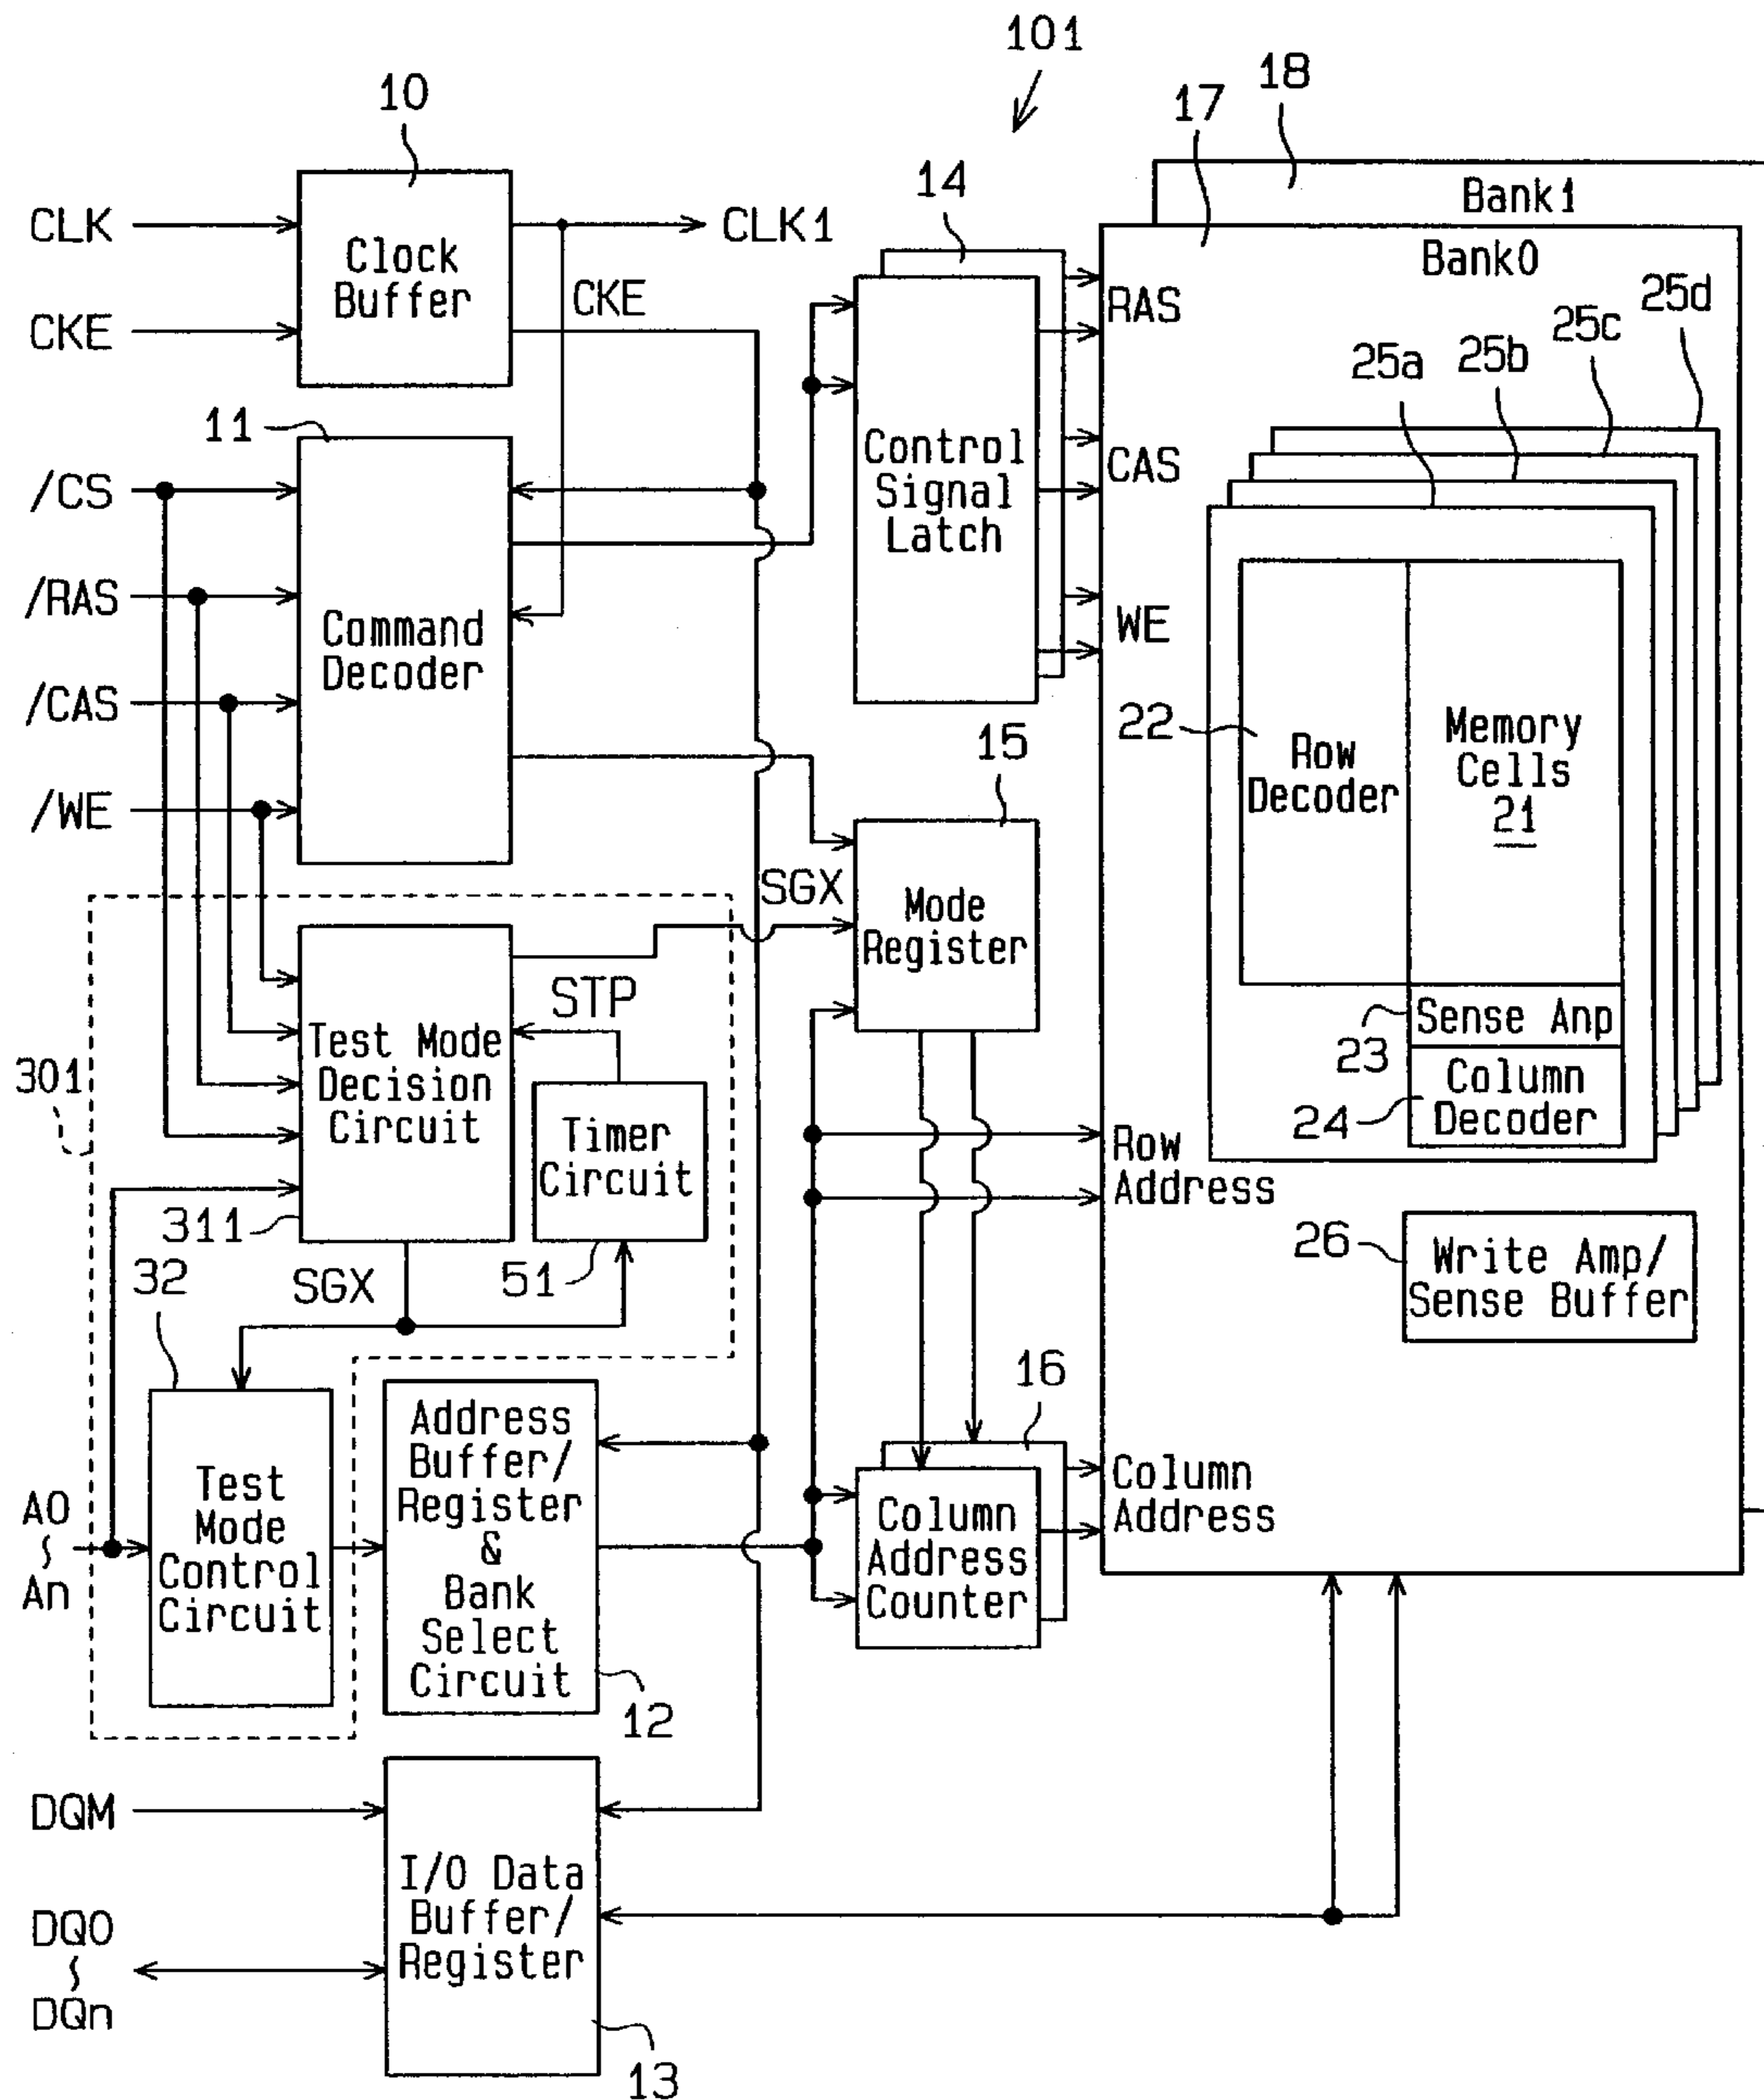 101
10
CLK
CKE
Clock
Buffer
CLK1
CKE
14
17
18
Bank1
Bank0
RAS
CAS
WE
25a
25b
25c
25d
11
/CS
/RAS
/CAS
/WE
Command
Decoder
Control
Signal
Latch
22
Row
Decoder
Memory
Cells
21
15
SGX
Mode
Register
Sense Anp
23
Column
Decoder
24
301
STP
Test Mode
Decision
Circuit
311
Timer
Circuit
51
SGX
32
Row
Address
26
Write Amp/
Sense Buffer
16
A0
~
An
Test
Mode
Control
Circuit
Address
Buffer/
Register
&
Bank
Select
Circuit
12
Column
Address
Counter
Column
Address
DQM
DQ0
~
DQn
I/O Data
Buffer/
Register
13